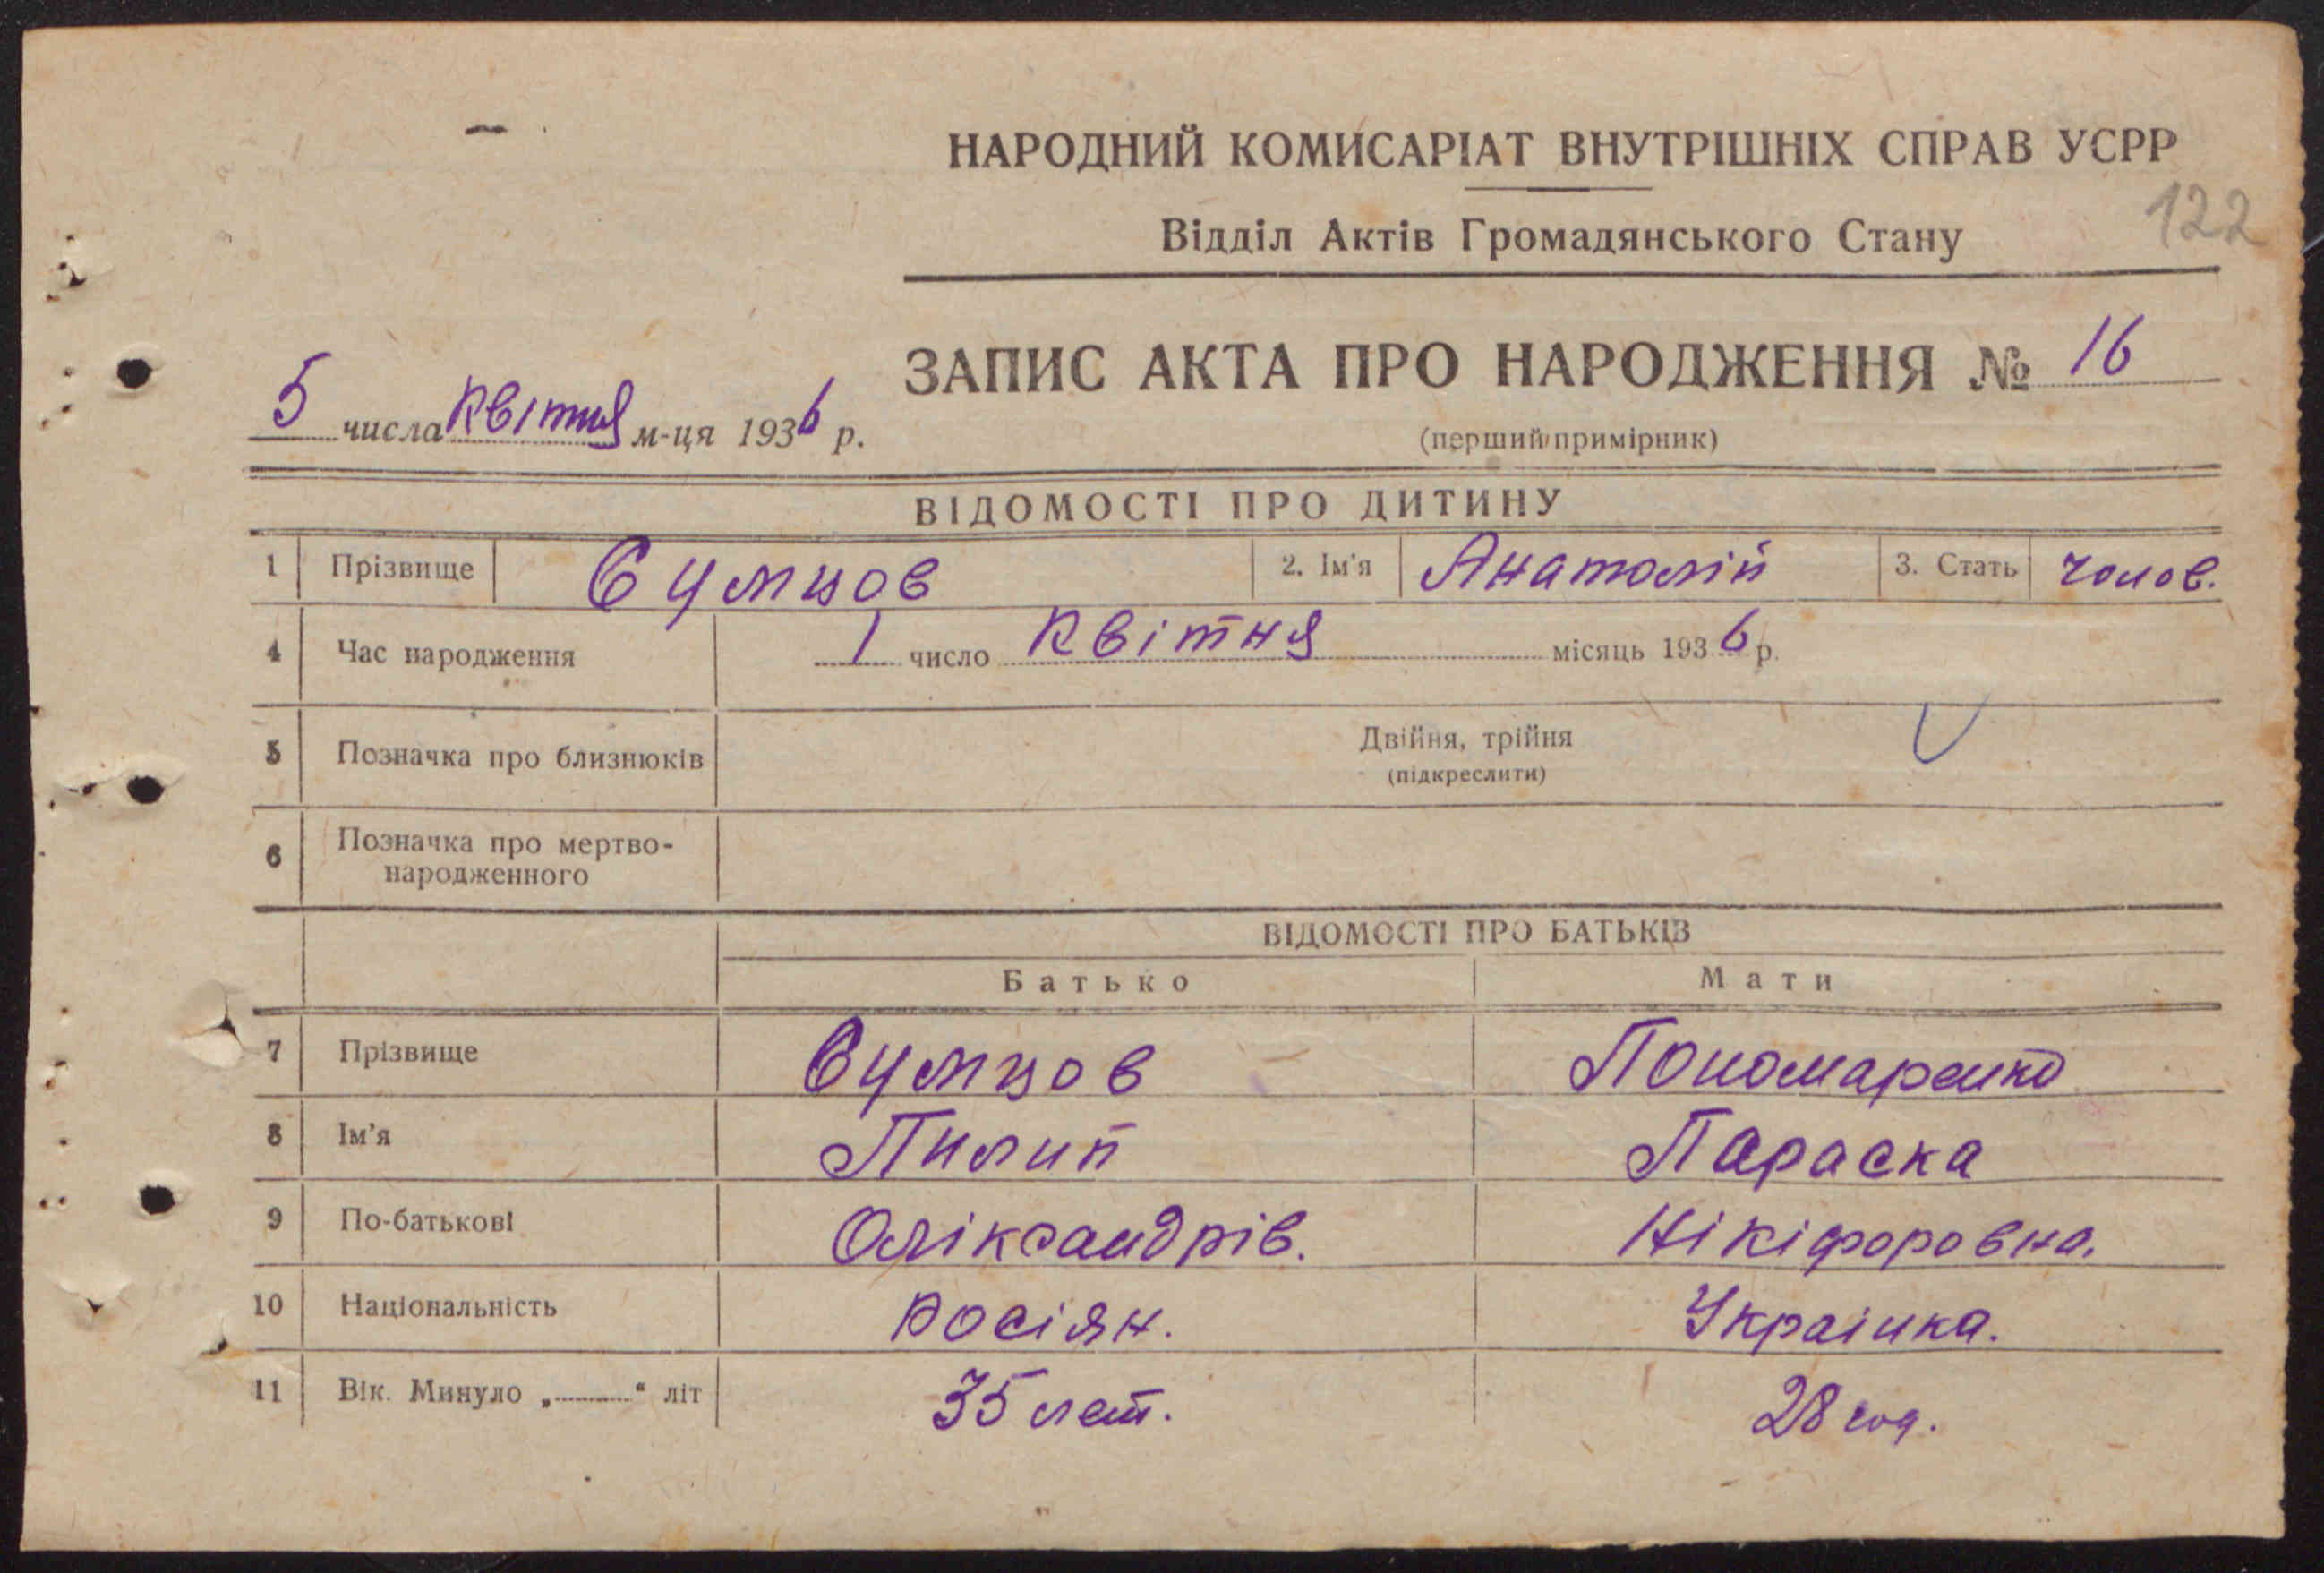 НАРОДНИЙ КОМИСАРІАТ ВНУТРІШНІХ СПРАВ УСРР
122
Відділ Актів Громадянського Стану
ЗАПИС АКТА ПРО НАРОДЖЕННЯ № 16
5 числа Квітня м-ця 1936 р.
(перший примірник)
ВІДОМОСТІ ПРО ДИТИНУ
1 Прізвище Сумцов 2. Ім'я Анатолій 3. Стать чолов.
4 Час народження 1 число Квітня місяць 1936 р.
5 Позначка про близнюків Двійня, трійня
(підкреслити)
6 Позначка про мертво-
народженного
ВІДОМОСТІ ПРО БАТЬКІВ
Батько Мати
7 Прізвище Сумцов Пономаренко
8 Ім'я Пилип Параска
9 По-батькові Оліксандрів. Нікіфоровна.
10 Національність Росіян. Украінка.
11 Вік. Минуло „ “ літ 35 лет. 28 год.